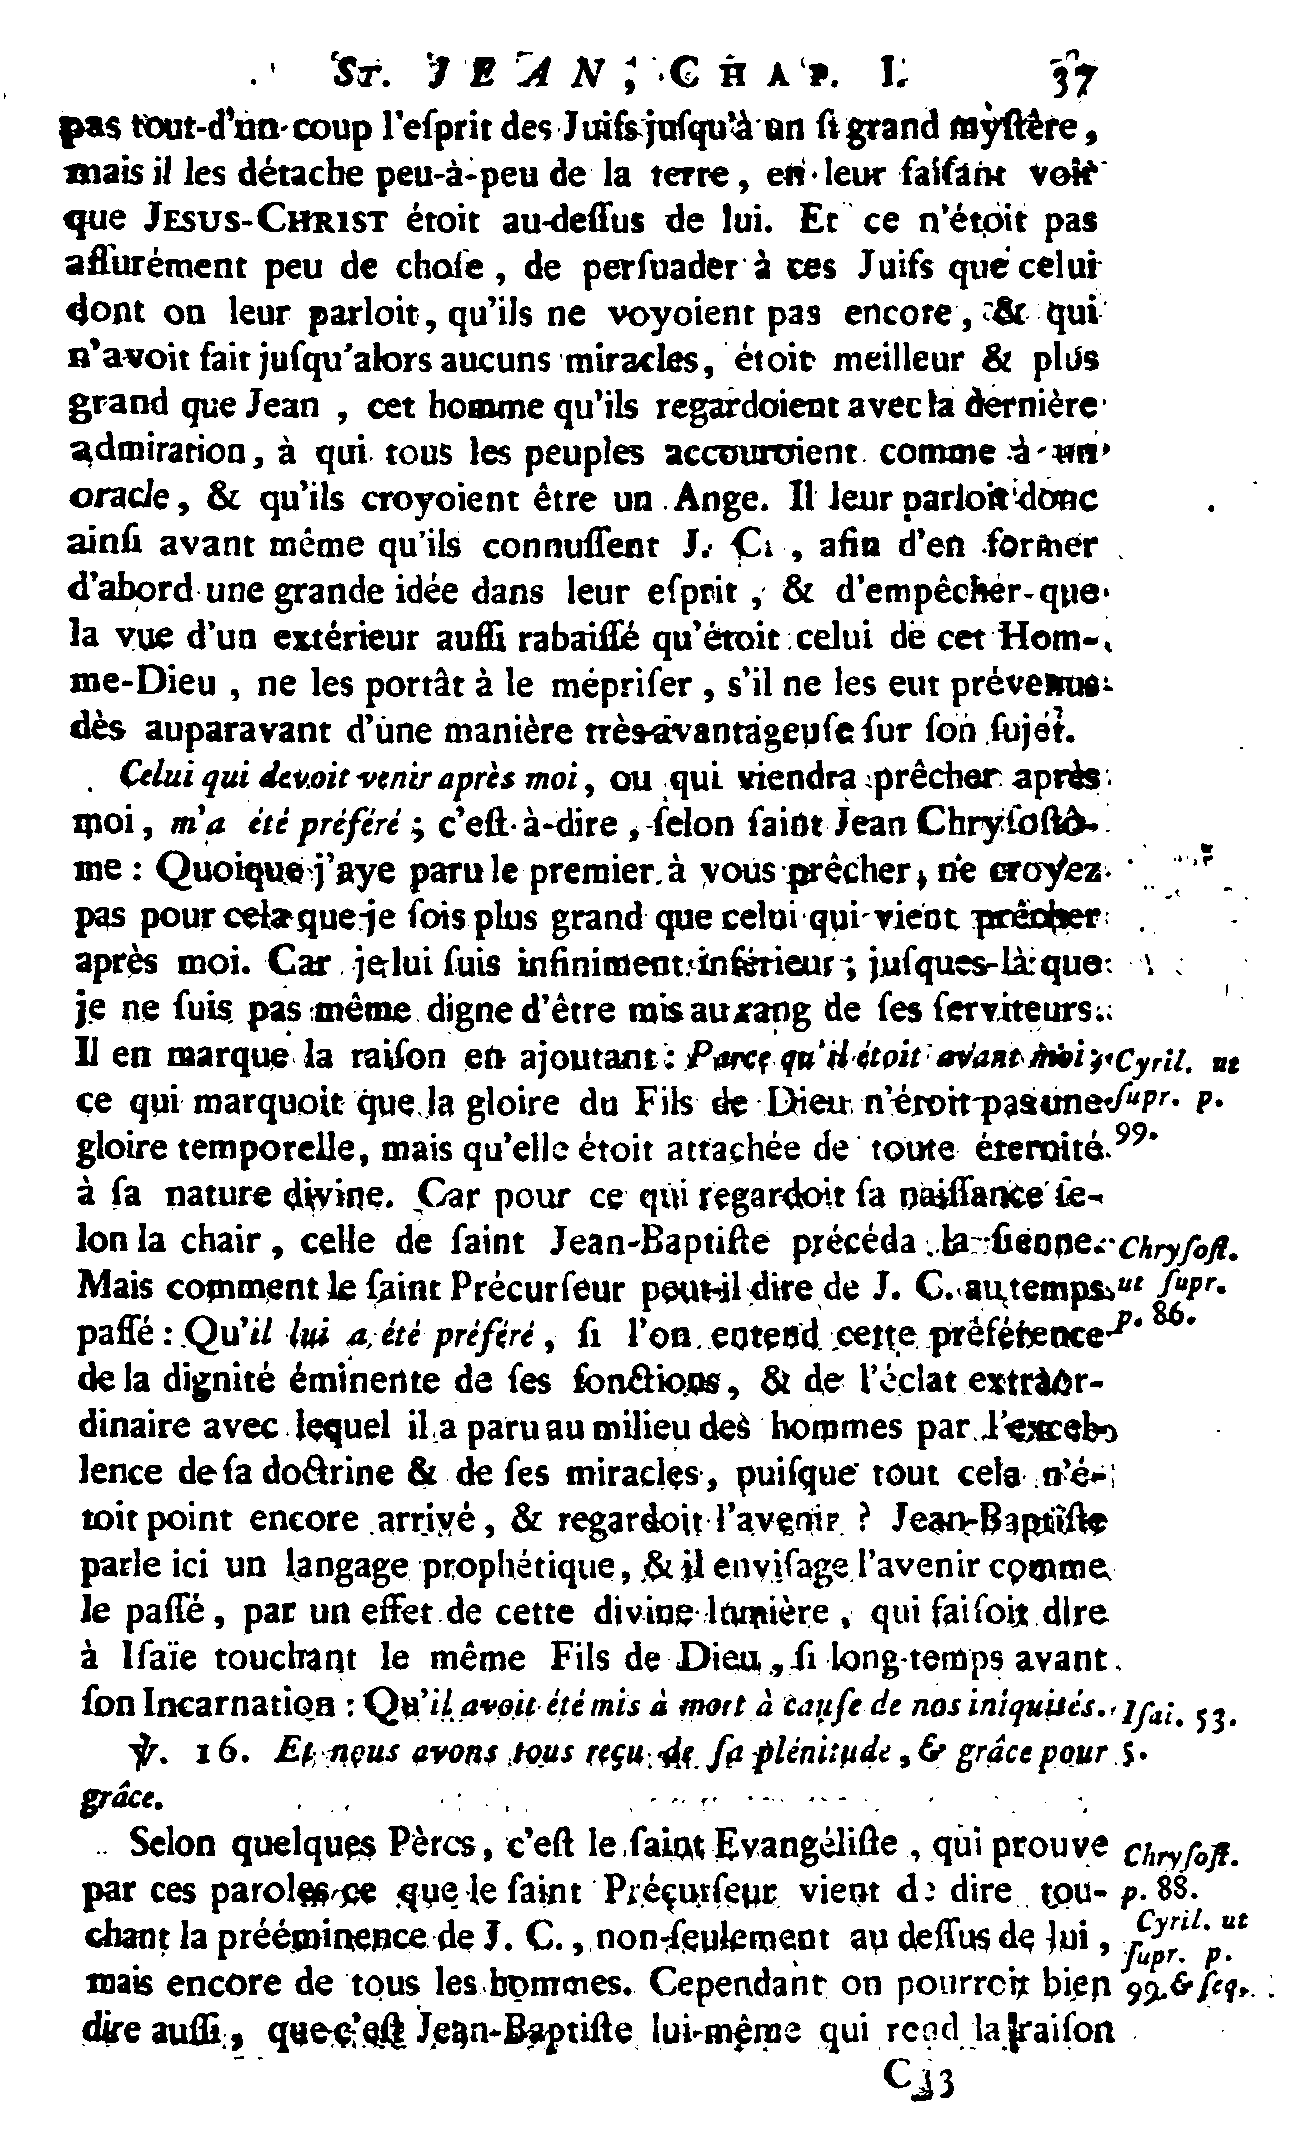 St. JEAN, CHAP. I. 37
pas tout-d'un-coup l'eſprit des Juifs juſqu'à un ſi grand myſtère,
mais il les détache peu-à-peu de la terre, en leur faiſant voir
que JESUS-CHRIST étoit au-deſſus de lui. Et ce n'étoit pas
aſſurément peu de choſe, de perſuader à ces Juifs que celui
dont on leur parloit, qu'ils ne voyoient pas encore, & qui
n'avoit fait juſqu'alors aucuns miracles, étoit meilleur & plus
grand que Jean, cet homme qu'ils regardoient avec la dernière
admiration, à qui tous les peuples accouroient comme à un
oracle, & qu'ils croyoient être un Ange. Il leur parloit donc
ainſi avant même qu'ils connuſſent J. C., afin d'en former
d'abord une grande idée dans leur eſprit, & d'empêcher que
la vue d'un extérieur auſſi rabaiſſé qu'étoit celui de cet Hom-
me-Dieu, ne les portât à le mépriſer, s'il ne les eut prévenus
dès auparavant d'une manière très-avantageuſe ſur ſon ſujet.
Celui qui devoit venir après moi, ou qui viendra prêcher après
moi, m'a été préféré; c'eſt-à-dire, ſelon ſaint Jean Chryſoſtô-
me : Quoique j'aye paru le premier à vous prêcher, ne croyez
pas pour cela que je ſois plus grand que celui qui vient prêcher
après moi. Car je lui ſuis infiniment inférieur; juſques-là que
je ne ſuis pas même digne d'être mis au rang de ſes ſerviteurs.
Il en marque la raiſon en ajoutant : Parce qu'il étoit avant moi; Cyril. ut
ce qui marquoit que la gloire du Fils de Dieu n'étoit pas une ſupr. p.
gloire temporelle, mais qu'elle étoit attachée de toute éternité 99.
à ſa nature divine. Car pour ce qui regardoit ſa naiſſance ſe-
lon la chair, celle de ſaint Jean-Baptiſte précéda la ſienne. Chryſoſt.
Mais comment le ſaint Précurſeur peut-il dire de J. C. au temps ut ſupr.
paſſé : Qu'il lui a été préféré, ſi l'on entend cette préférence p. 86.
de la dignité éminente de ſes fonctions, & de l'éclat extraor-
dinaire avec lequel il a paru au milieu des hommes par l'excel-
lence de ſa doctrine & de ſes miracles, puiſque tout cela n'é-
toit point encore arrivé, & regardoit l'avenir ? Jean-Baptiſte
parle ici un langage prophétique, & il enviſage l'avenir comme
le paſſé, par un effet de cette divine lumière, qui faiſoit dire
à Iſaïe touchant le même Fils de Dieu, ſi long-temps avant
ſon Incarnation : Qu'il avoit été mis à mort à cauſe de nos iniquités. Iſai. 53.
℣. 16. Et nous avons tous reçu de ſa plénitude, & grâce pour 5.
grâce.
Selon quelques Pères, c'eſt le ſaint Evangéliſte, qui prouve Chryſoſt.
par ces paroles ce que le ſaint Précurſeur vient de dire tou- p. 88.
chant la prééminence de J. C., non-ſeulement au deſſus de lui, Cyril. ut ſupr. p.
mais encore de tous les hommes. Cependant on pourroit bien 99. & ſeq.
dire auſſi, que c'eſt Jean-Baptiſte lui-même qui rend la raiſon
C 3